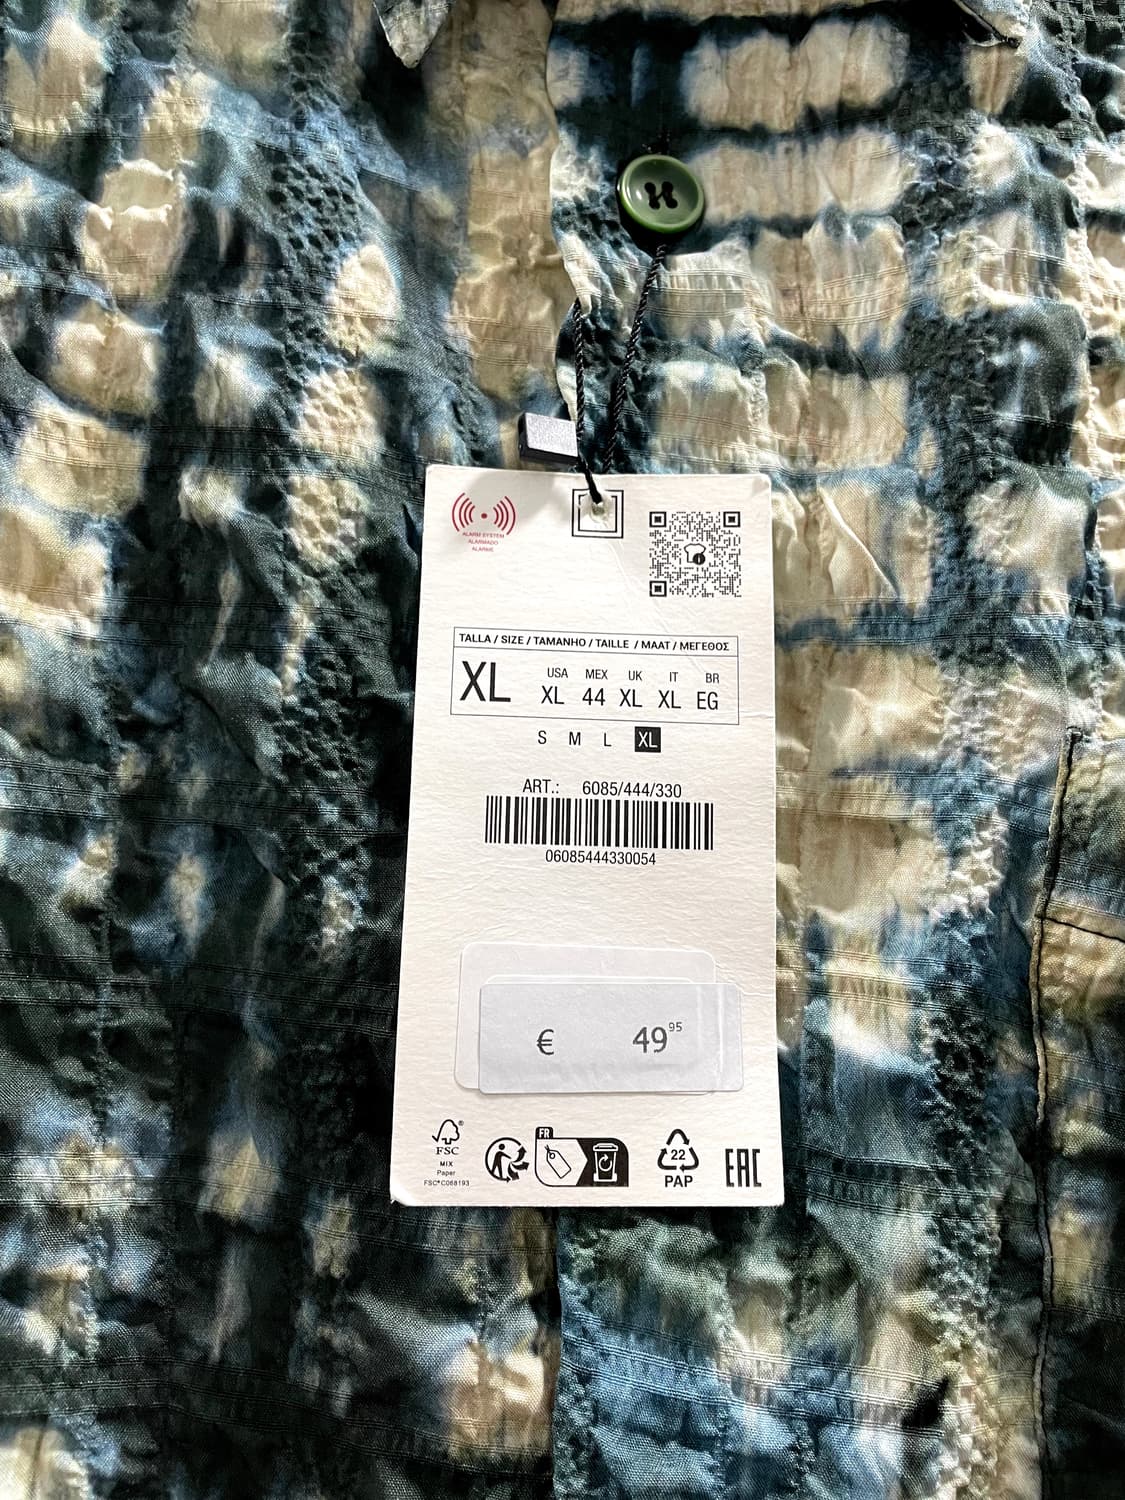 ALARM SYSTEM
ALARMADO
ALARME
TALLA / SIZE / TAMANHO / TAILLE / MAAT / ΜΕΓΕΘΟΣ
XL
USA MEX UK IT BR
XL 44 XL XL EG
S M L XL
ART.: 6085/444/330
06085444330054
€ 49 95
FSC®
MIX
Paper
FSC® C068193
FR
22
PAP
EAC